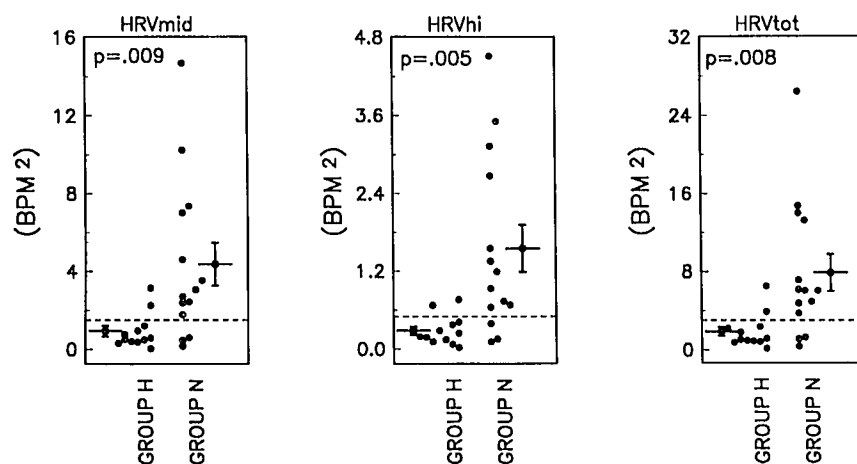 HRVmid
HRVhi
HRVtot
p=.009
p=.005
p=.008
(BPM 2)
16
12
8
4
0
GROUP H
GROUP N
(BPM 2)
4.8
3.6
2.4
1.2
0.0
GROUP H
GROUP N
(BPM 2)
32
24
16
8
0
GROUP H
GROUP N